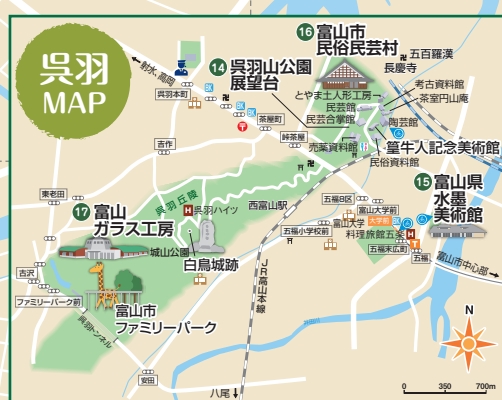 呉羽
MAP
16 富山市
民俗民芸村
五百羅漢
長慶寺
14 呉羽山公園
展望台
射水、高岡
呉羽本町
とやま土人形工房
民芸館
民芸合掌館
考古資料館
茶室円山庵
陶芸館
売薬資料館
篁牛人記念美術館
民俗資料館
茶屋町
峠茶屋
吉作
15 富山県
水墨
美術館
東老田
呉羽丘陵
呉羽ハイツ
西富山駅
五福8区
富山大学前
大学前
富山大学
五福小学校前
料理旅館五楽
五福末広町
五福
富山市中心部
17 富山
ガラス工房
城山公園
白鳥城跡
古沢
ファミリーパーク前
富山市
ファミリーパーク
呉羽トンネル
JR高山本線
安田
八尾
N
0 350 700m